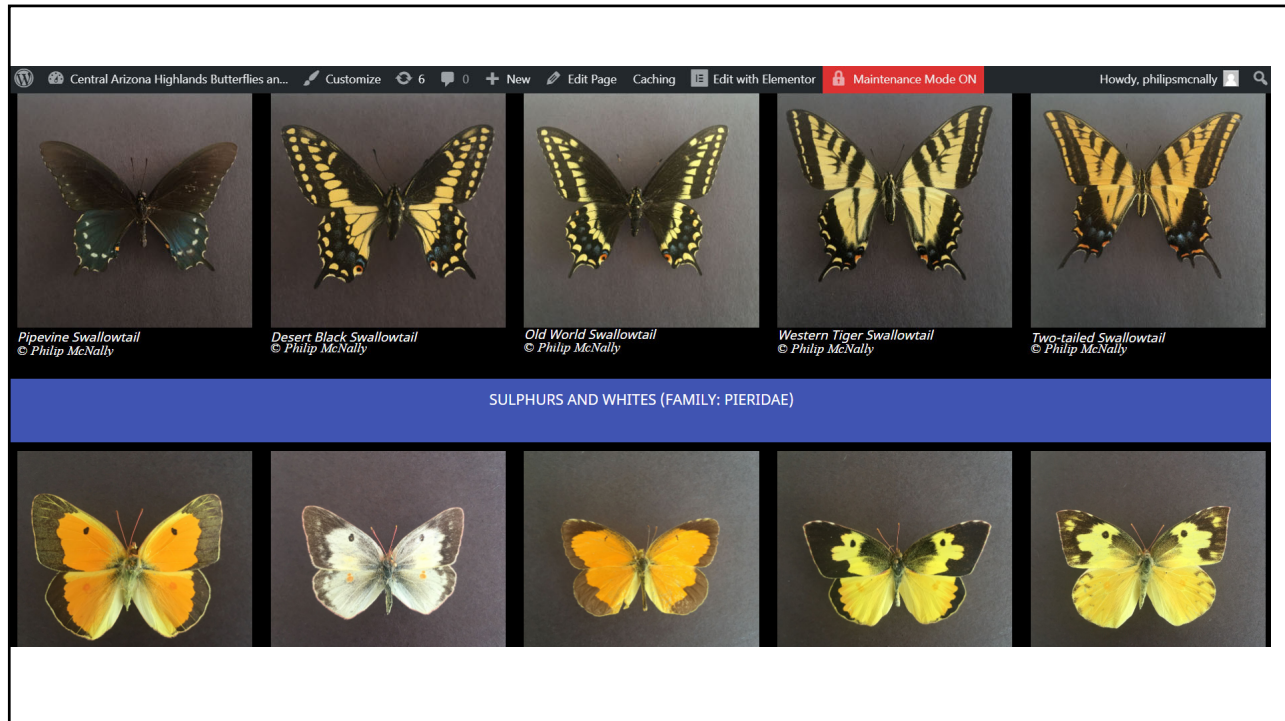 Central Arizona Highlands Butterflies an... Customize 6 0 New Edit Page Caching Edit with Elementor Maintenance Mode ON Howdy, philipsmcnally
Pipevine Swallowtail
© Philip McNally
Desert Black Swallowtail
© Philip McNally
Old World Swallowtail
© Philip McNally
Western Tiger Swallowtail
© Philip McNally
Two-tailed Swallowtail
© Philip McNally
SULPHURS AND WHITES (FAMILY: PIERIDAE)